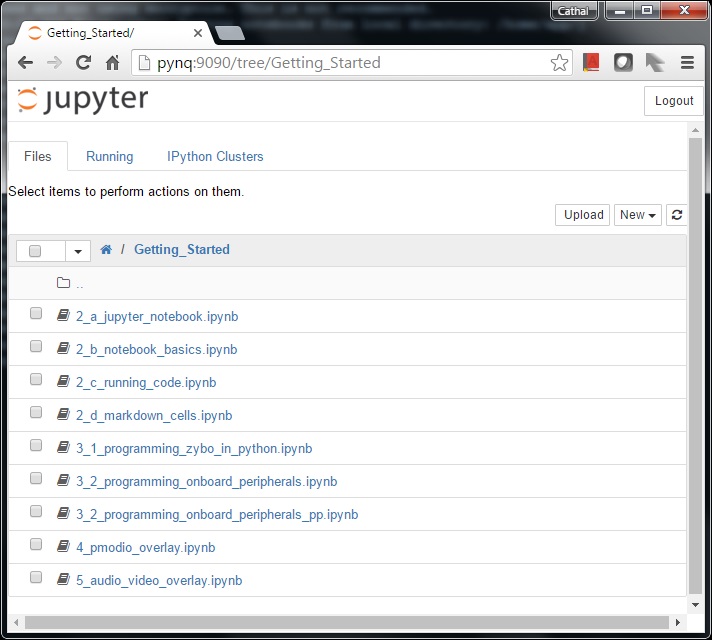 Cathal
Getting_Started/
pynq:9090/tree/Getting_Started
jupyter
Logout
Files Running IPython Clusters
Select items to perform actions on them.
Upload New
/ Getting_Started
..
2_a_jupyter_notebook.ipynb
2_b_notebook_basics.ipynb
2_c_running_code.ipynb
2_d_markdown_cells.ipynb
3_1_programming_zybo_in_python.ipynb
3_2_programming_onboard_peripherals.ipynb
3_2_programming_onboard_peripherals_pp.ipynb
4_pmodio_overlay.ipynb
5_audio_video_overlay.ipynb